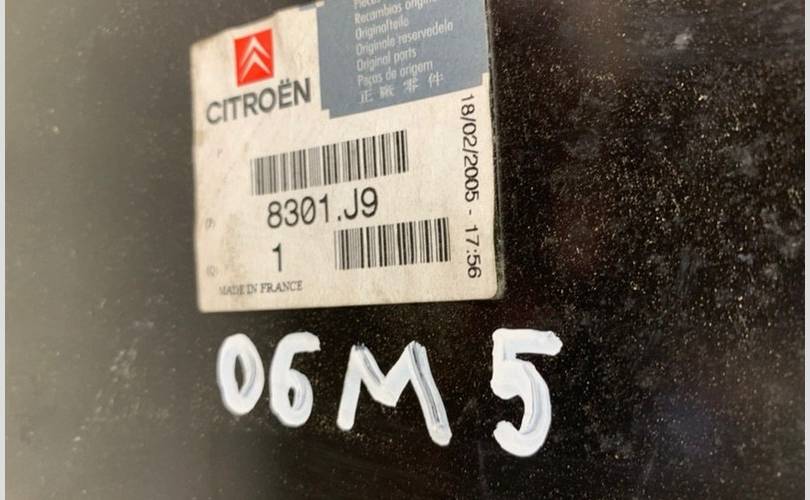 CITROËN
Recambios origin
Originalteile
Originale reservedele
Original parts
Peças de origem
正廠零件
18/02/2005 - 17:56
8301.J9
1
MADE IN FRANCE
06M5